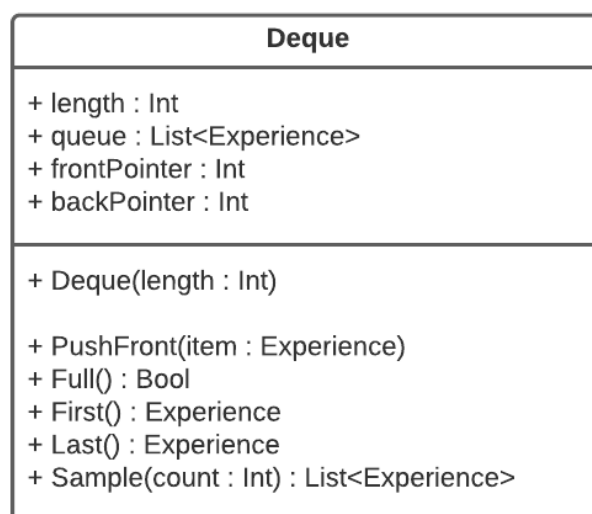 Deque
+ length : Int
+ queue : List<Experience>
+ frontPointer : Int
+ backPointer : Int
+ Deque(length : Int)
+ PushFront(item : Experience)
+ Full() : Bool
+ First() : Experience
+ Last() : Experience
+ Sample(count : Int) : List<Experience>